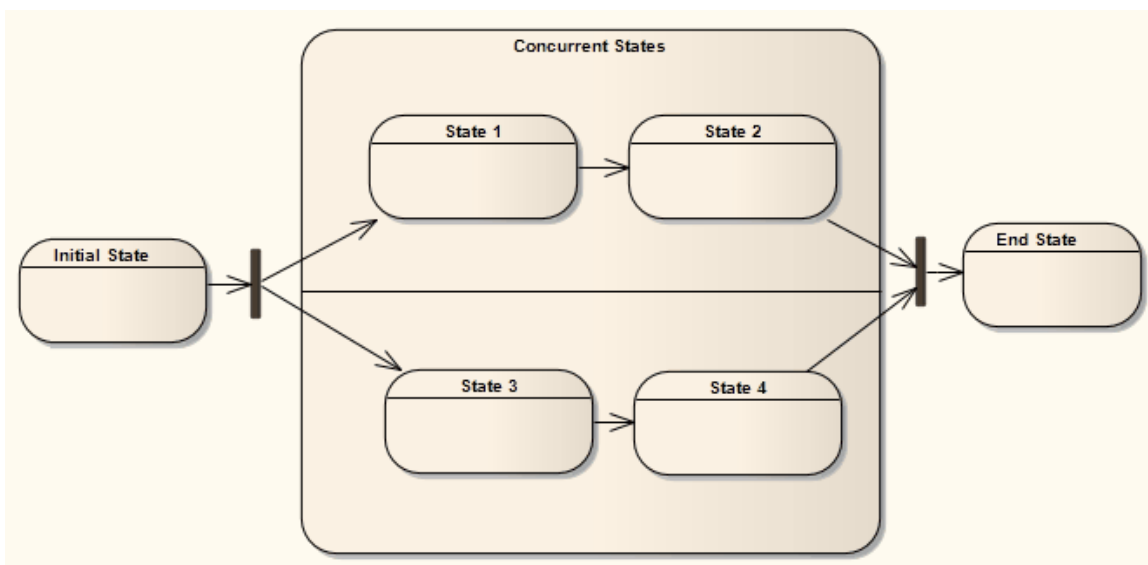 Concurrent States
State 1
State 2
Initial State
End State
State 3
State 4